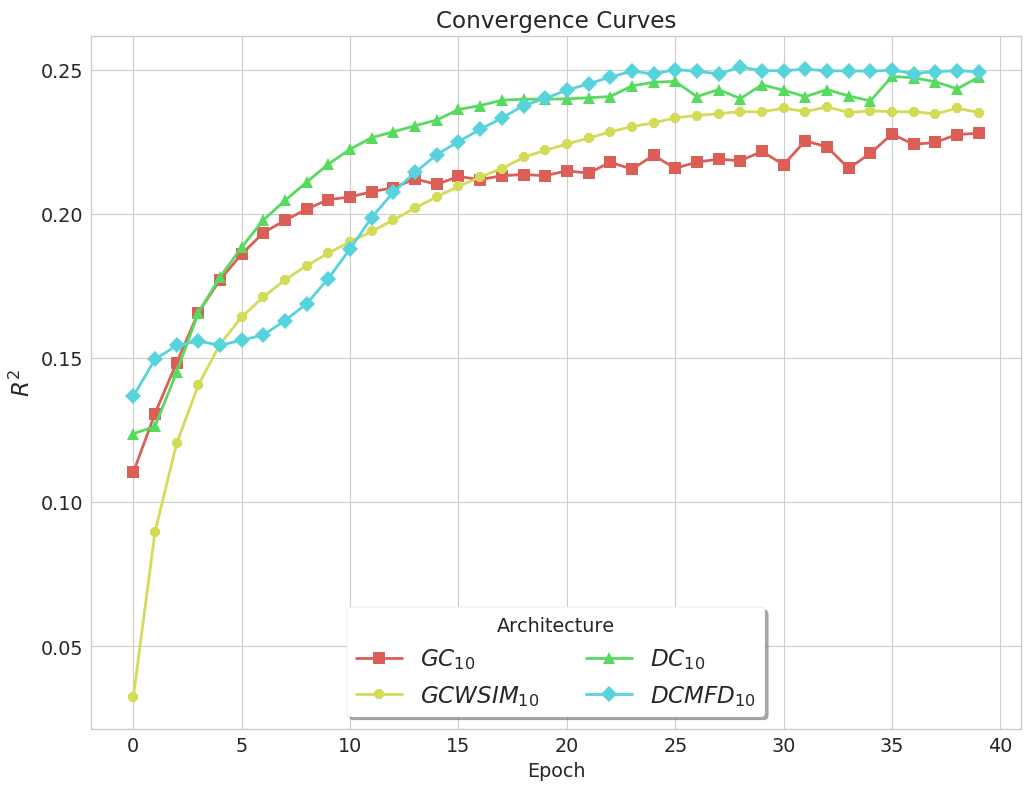 Convergence Curves
0.25
0.20
0.15
0.10
0.05
R²
Architecture
GC₁₀ DC₁₀
GCWSIM₁₀ DCMFD₁₀
0 5 10 15 20 25 30 35 40
Epoch